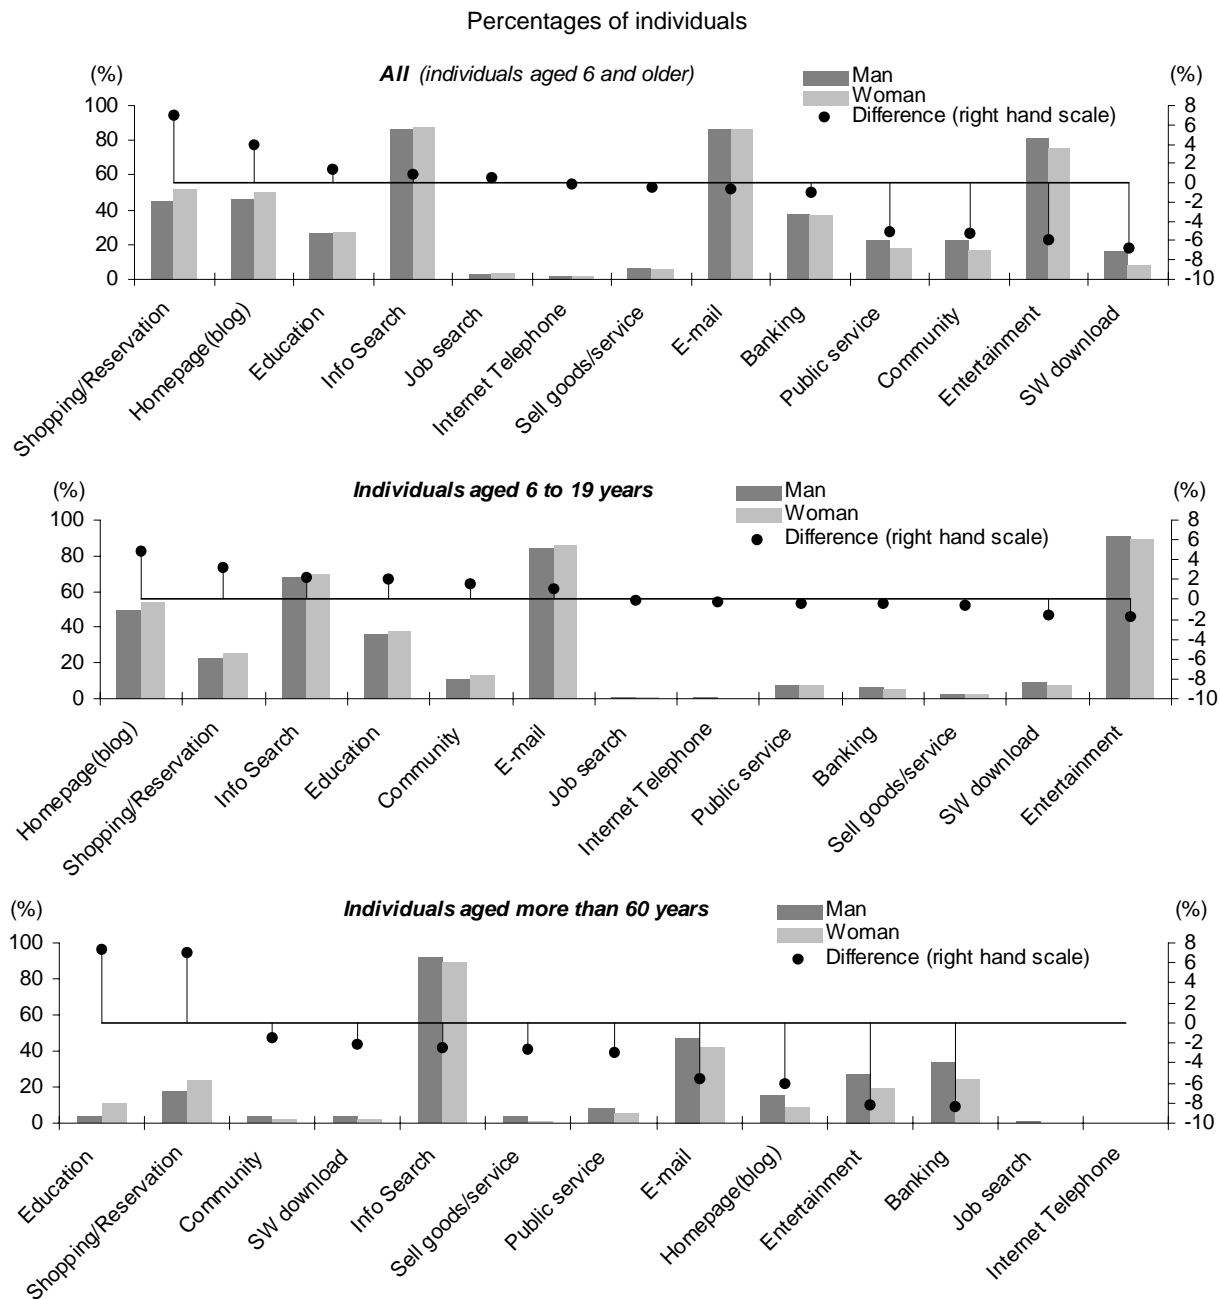 Percentages of individuals
All (individuals aged 6 and older)
(%)
(%)
Man
Woman
Difference (right hand scale)
100
80
60
40
20
0
8
6
4
2
0
-2
-4
-6
-8
-10
Shopping/Reservation
Homepage(blog)
Education
Info Search
Job search
Internet Telephone
Sell goods/service
E-mail
Banking
Public service
Community
Entertainment
SW download
Individuals aged 6 to 19 years
(%)
(%)
Man
Woman
Difference (right hand scale)
100
80
60
40
20
0
8
6
4
2
0
-2
-4
-6
-8
-10
Homepage(blog)
Shopping/Reservation
Info Search
Education
Community
E-mail
Job search
Internet Telephone
Public service
Banking
Sell goods/service
SW download
Entertainment
Individuals aged more than 60 years
(%)
(%)
Man
Woman
Difference (right hand scale)
100
80
60
40
20
0
8
6
4
2
0
-2
-4
-6
-8
-10
Education
Shopping/Reservation
Community
SW download
Info Search
Sell goods/service
Public service
E-mail
Homepage(blog)
Entertainment
Banking
Job search
Internet Telephone